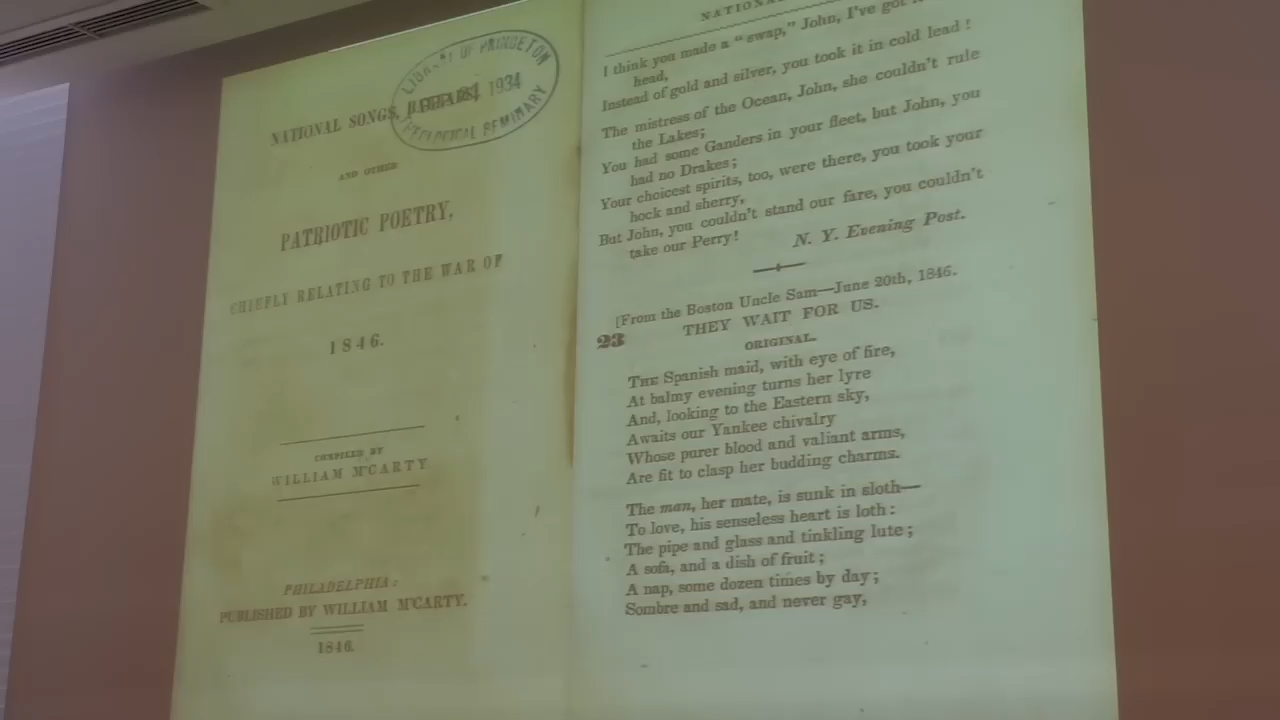 NATIONAL SONGS, BALLADS,
AND OTHER
PATRIOTIC POETRY,
CHIEFLY RELATING TO THE WAR OF
1846.
COMPILED BY
WILLIAM M'CARTY
PHILADELPHIA:
PUBLISHED BY WILLIAM M'CARTY.
1846.
LIBRARY OF PRINCETON
1934
THEOLOGICAL SEMINARY
I think you made a “swap,” John, I've got
head,
Instead of gold and silver, you took it in cold lead!
The mistress of the Ocean, John, she couldn't rule
the Lakes;
You had some Ganders in your fleet, but John, you
had no Drakes;
Your choicest spirits, too, were there, you took your
hock and sherry,
But John, you couldn't stand our fare, you couldn't
take our Perry!
N. Y. Evening Post.
[From the Boston Uncle Sam—June 20th, 1846.
THEY WAIT FOR US.
23
ORIGINAL.
THE Spanish maid, with eye of fire,
At balmy evening turns her lyre
And, looking to the Eastern sky,
Awaits our Yankee chivalry
Whose purer blood and valiant arms,
Are fit to clasp her budding charms.
The man, her mate, is sunk in sloth—
To love, his senseless heart is loth:
The pipe and glass and tinkling lute;
A sofa, and a dish of fruit;
A nap, some dozen times by day;
Sombre and sad, and never gay,